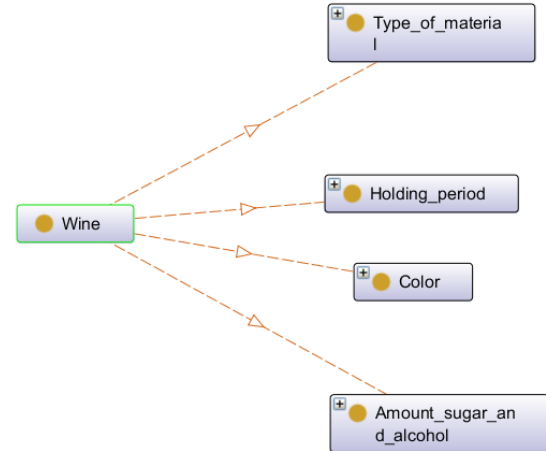 Type_of_materia
l
Wine
Holding_period
Color
Amount_sugar_an
d_alcohol